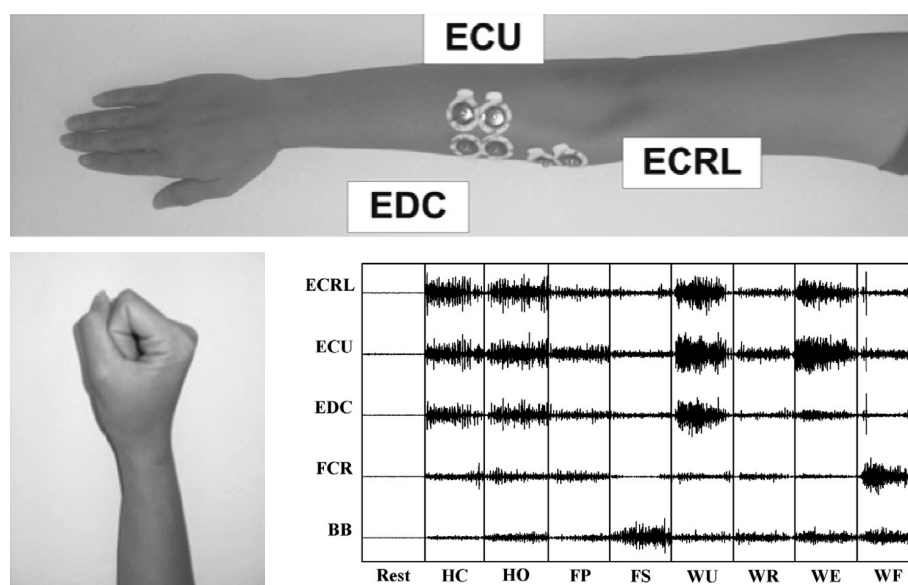 ECU
ECRL
EDC
ECRL
ECU
EDC
FCR
BB
Rest HC HO FP FS WU WR WE WF